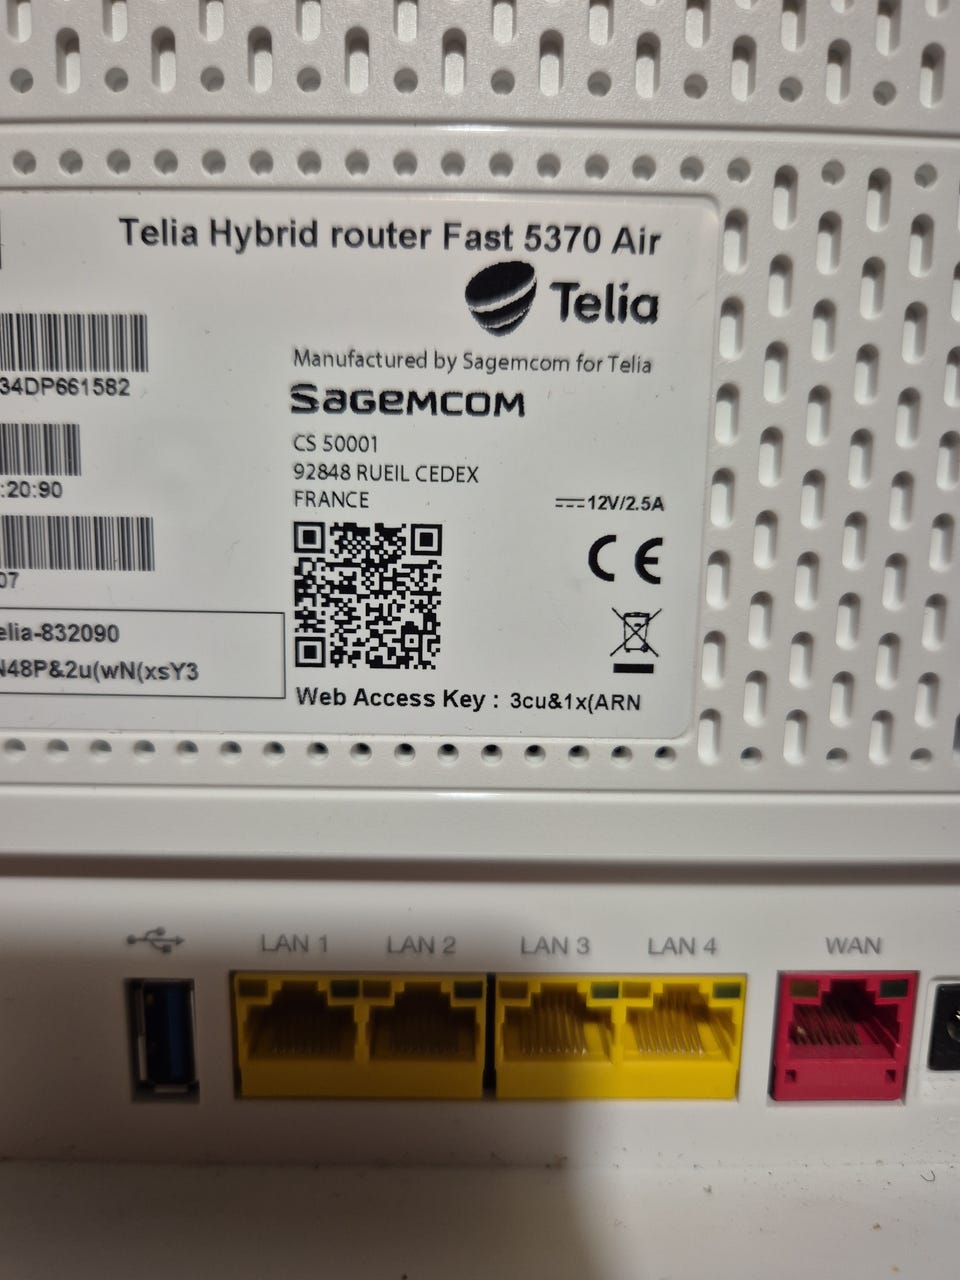 Telia Hybrid router Fast 5370 Air
Telia
Manufactured by Sagemcom for Telia
SAGEMCOM
CS 50001
92848 RUEIL CEDEX
FRANCE
12V/2.5A
34DP661582
:20:90
07
elia-832090
N48P&2u(wN(xsY3
CE
Web Access Key : 3cu&1x(ARN
LAN 1 LAN 2 LAN 3 LAN 4 WAN